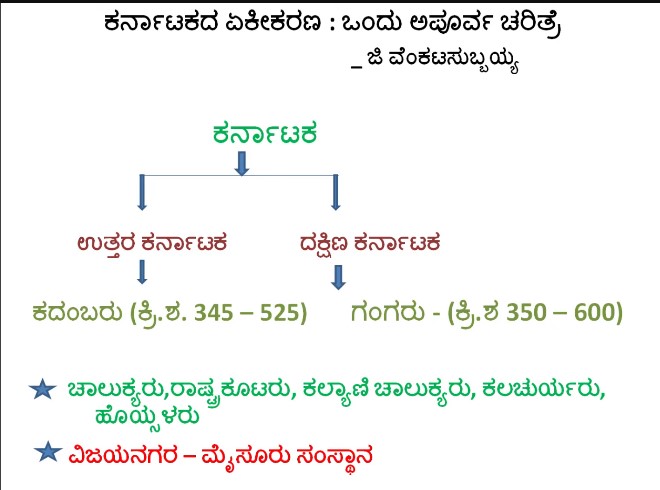 ಕರ್ನಾಟಕದ ಏಕೀಕರಣ : ಒಂದು ಅಪೂರ್ವ ಚರಿತ್ರೆ
_ ಜಿ ವೆಂಕಟಸುಬ್ಬಯ್ಯ
ಕರ್ನಾಟಕ
ಉತ್ತರ ಕರ್ನಾಟಕ ದಕ್ಷಿಣ ಕರ್ನಾಟಕ
ಕದಂಬರು (ಕ್ರಿ.ಶ. 345 – 525) ಗಂಗರು - (ಕ್ರಿ.ಶ 350 – 600)
ಚಾಲುಕ್ಯರು,ರಾಷ್ಟ್ರಕೂಟರು, ಕಲ್ಯಾಣಿ ಚಾಲುಕ್ಯರು, ಕಲಚುರ್ಯರು,
ಹೊಯ್ಸಳರು
ವಿಜಯನಗರ – ಮೈಸೂರು ಸಂಸ್ಥಾನ